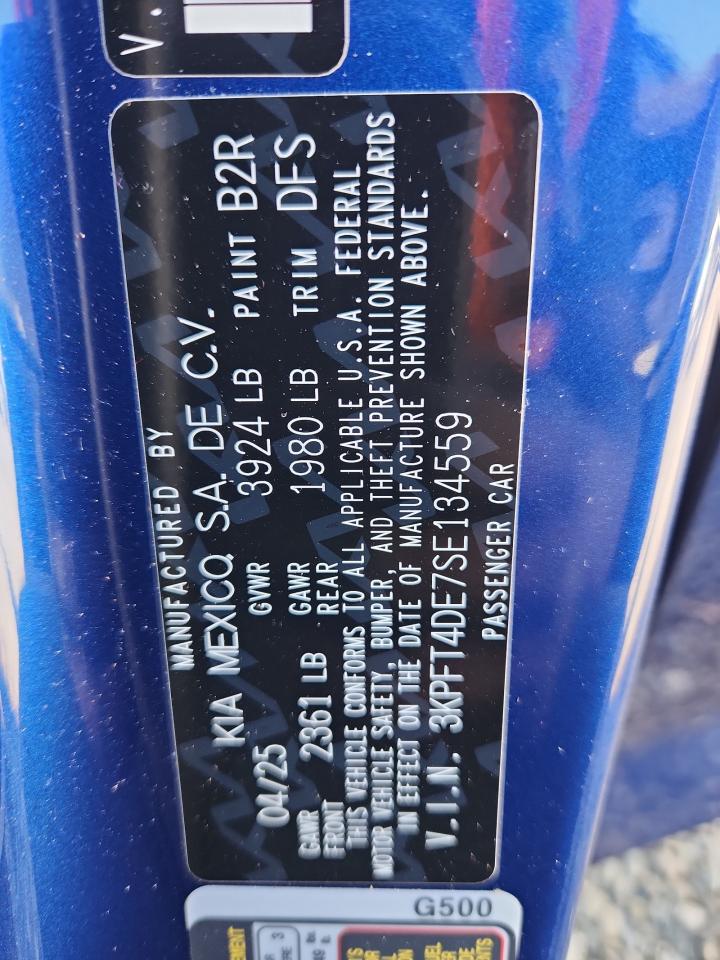 V.
MANUFACTURED BY
KIA MEXICO, S.A. DE C.V.
04/25 GVWR 3924 LB PAINT B2R
GAWR FRONT 2361 LB GAWR REAR 1980 LB TRIM DFS
THIS VEHICLE CONFORMS TO ALL APPLICABLE U.S.A. FEDERAL
MOTOR VEHICLE SAFETY, BUMPER, AND THEFT PREVENTION STANDARDS
IN EFFECT ON THE DATE OF MANUFACTURE SHOWN ABOVE.
V.I.N. 3KPFT4DE7SE134559
PASSENGER CAR
G500